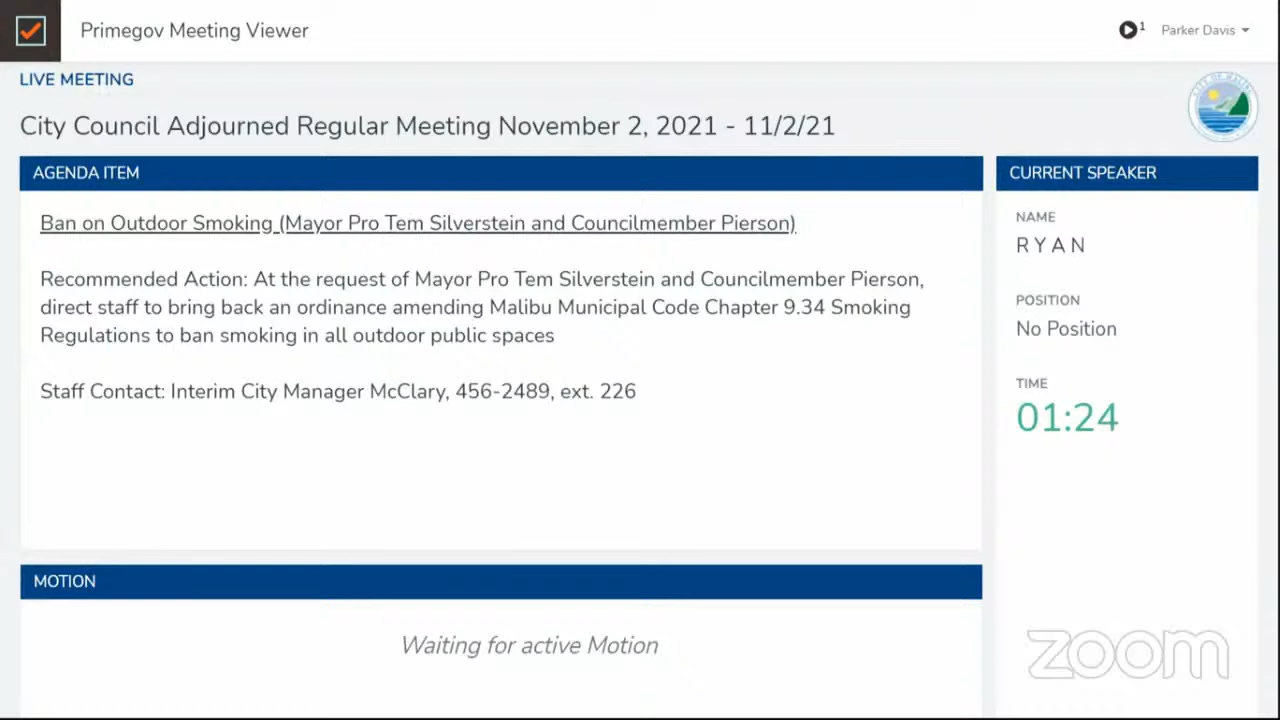 Primegov Meeting Viewer
1
Parker Davis
LIVE MEETING
CITY OF MALIBU
City Council Adjourned Regular Meeting November 2, 2021 - 11/2/21
AGENDA ITEM
Ban on Outdoor Smoking (Mayor Pro Tem Silverstein and Councilmember Pierson)
Recommended Action: At the request of Mayor Pro Tem Silverstein and Councilmember Pierson,
direct staff to bring back an ordinance amending Malibu Municipal Code Chapter 9.34 Smoking
Regulations to ban smoking in all outdoor public spaces
Staff Contact: Interim City Manager McClary, 456-2489, ext. 226
MOTION
Waiting for active Motion
CURRENT SPEAKER
NAME
R Y A N
POSITION
No Position
TIME
01:24
zoom